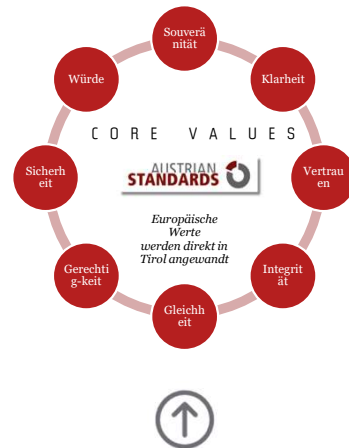 Souverä
nität
Klarheit
Vertrau
en
Integrit
ät
Gleichh
eit
Gerechti
g-keit
Sicherh
eit
Würde
CORE VALUES
AUSTRIAN
STANDARDS
Europäische
Werte
werden direkt in
Tirol angewandt